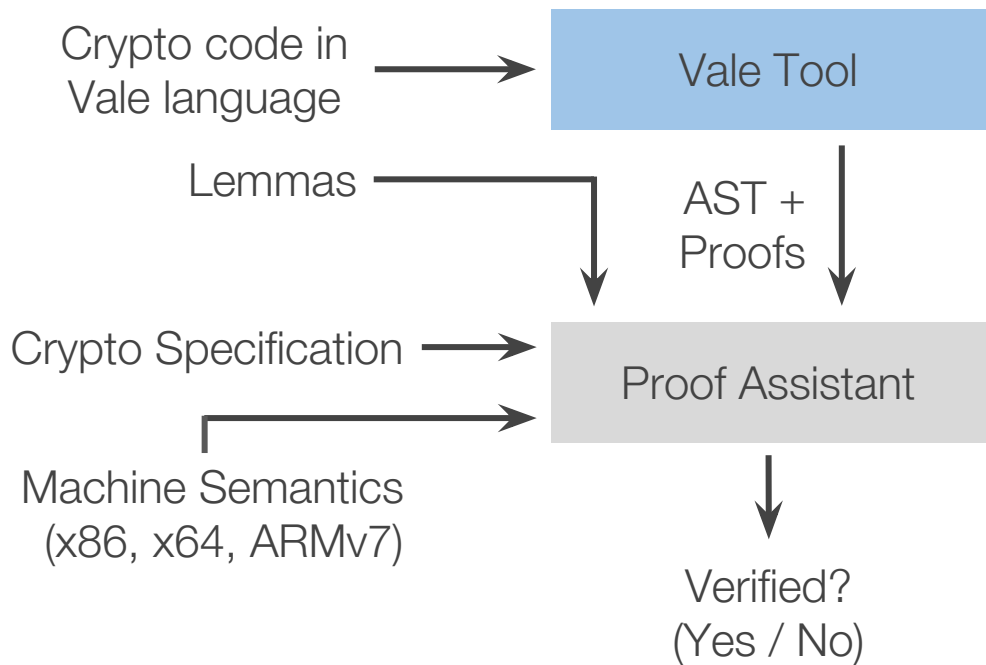 Crypto code in
Vale language
Vale Tool
Lemmas
AST +
Proofs
Crypto Specification
Proof Assistant
Machine Semantics
(x86, x64, ARMv7)
Verified?
(Yes / No)